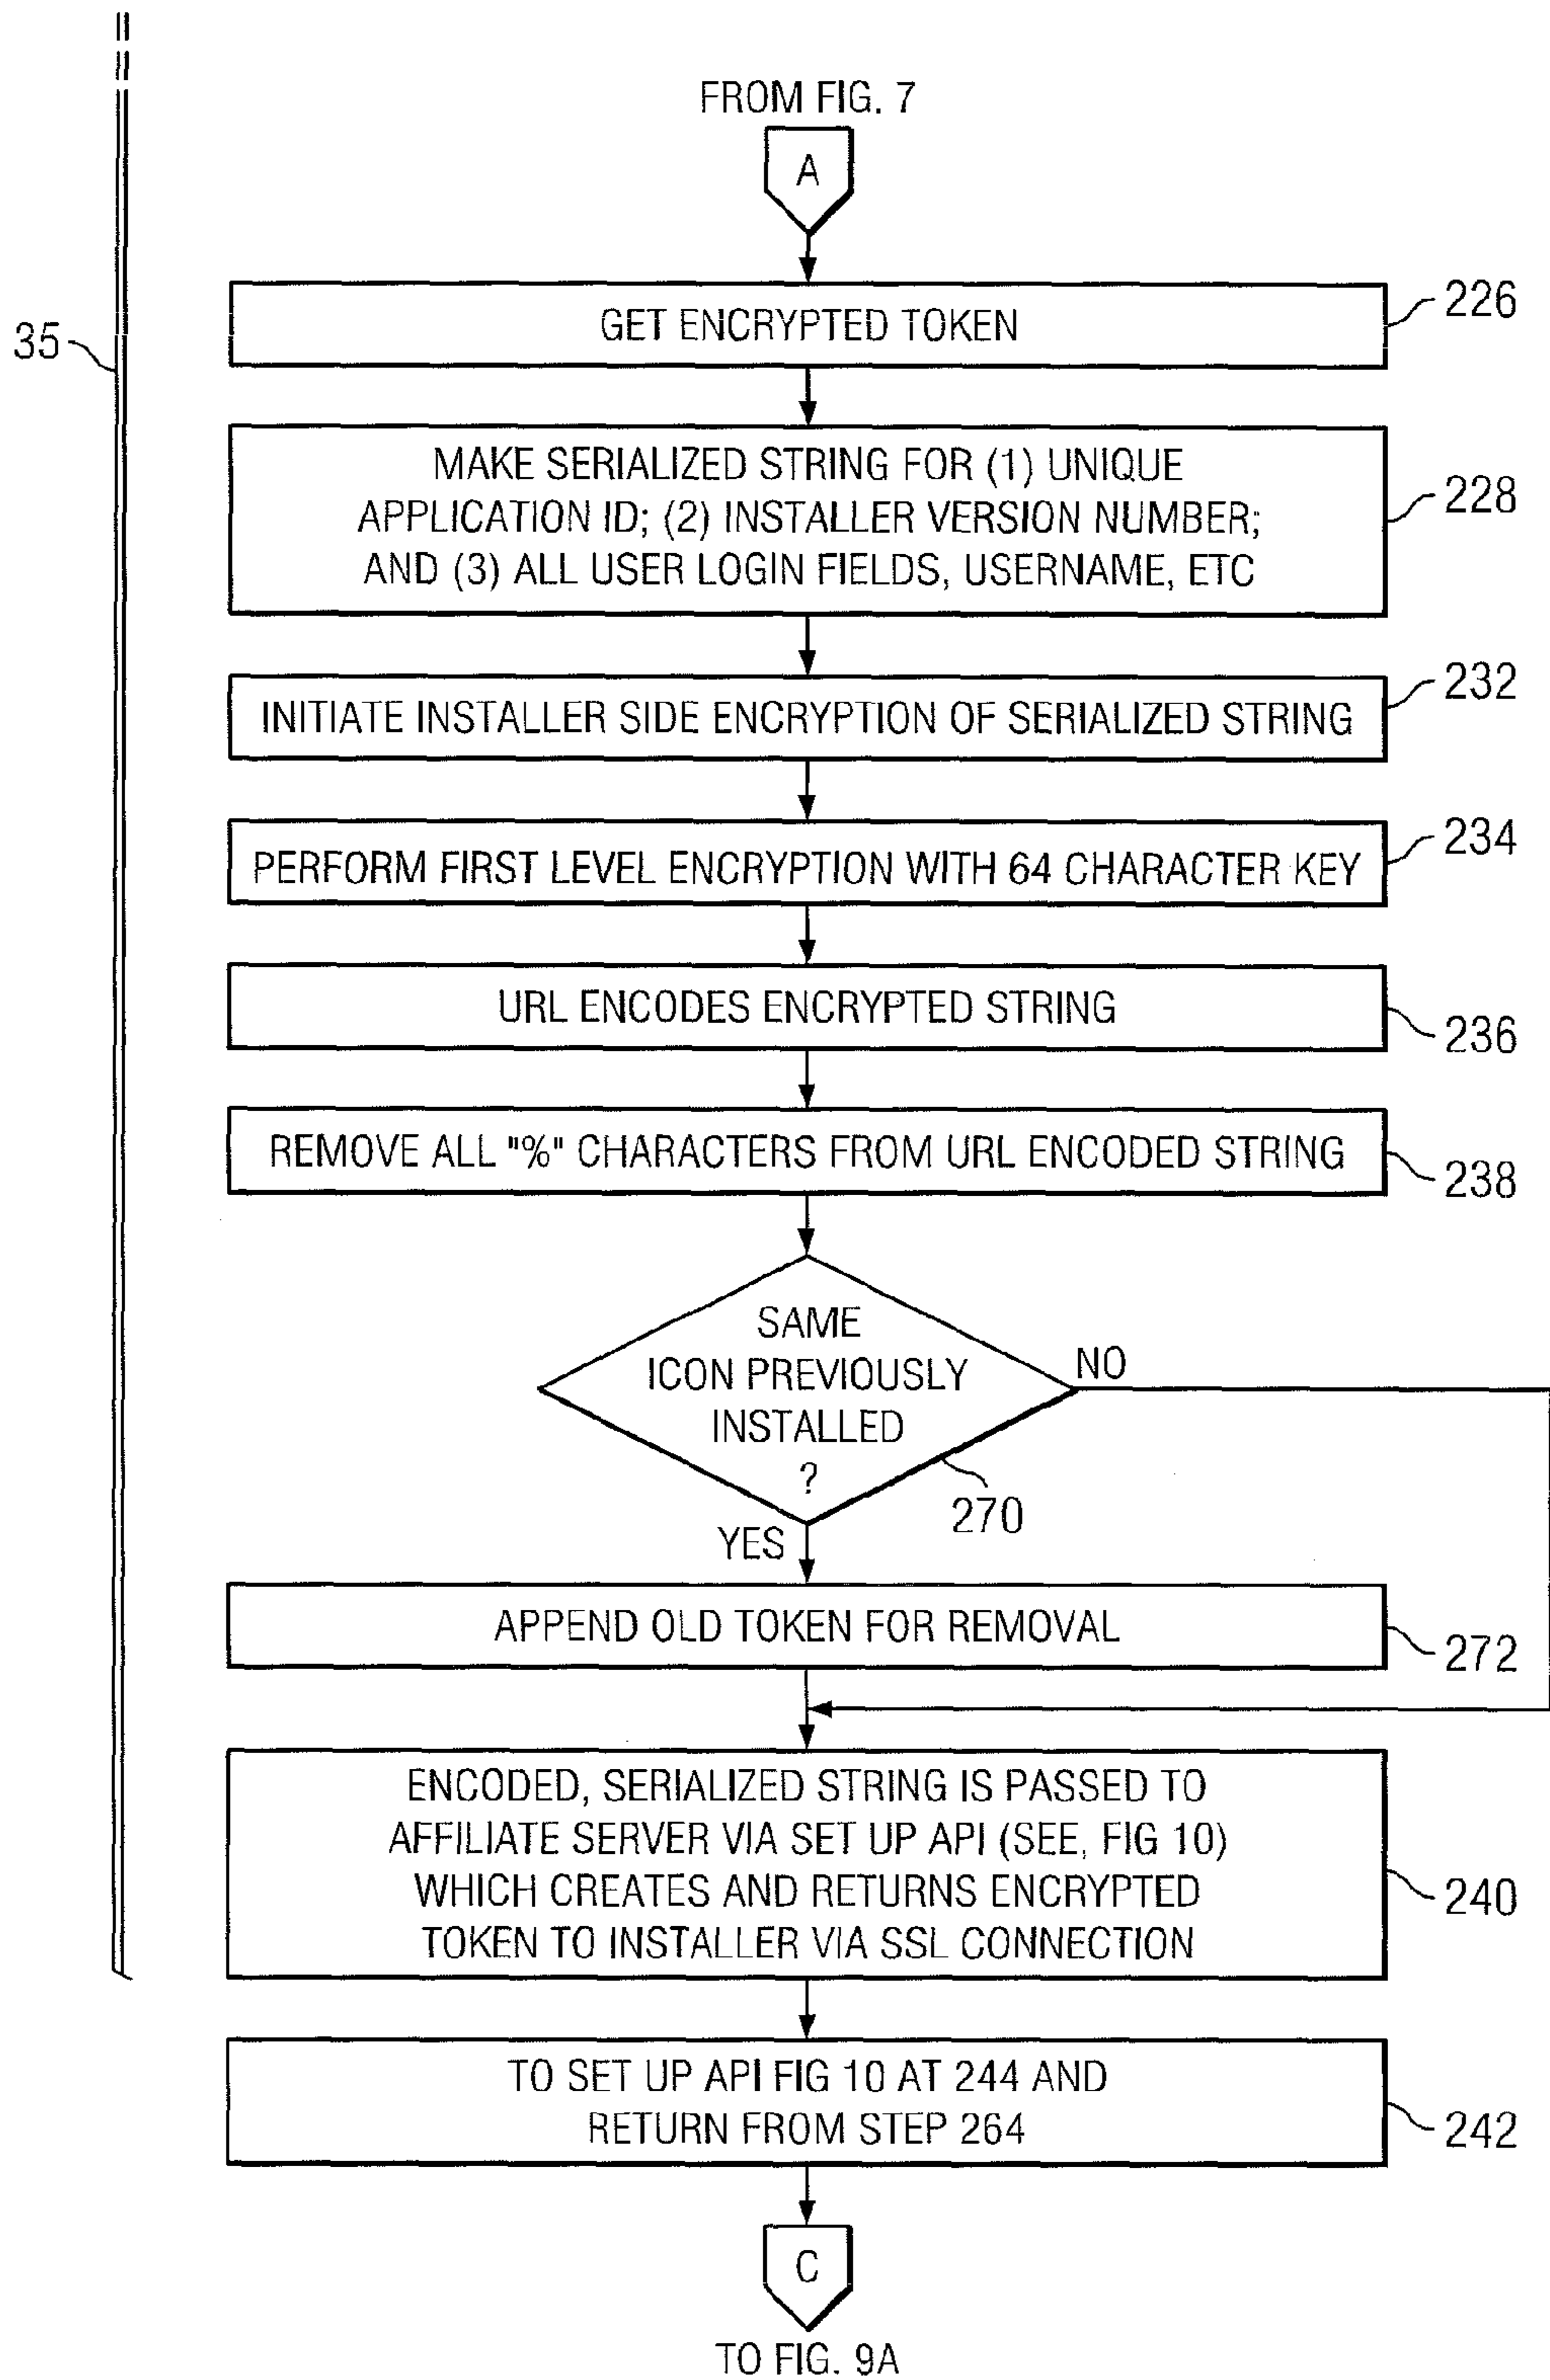 FROM FIG. 7
A
GET ENCRYPTED TOKEN
226
35
MAKE SERIALIZED STRING FOR (1) UNIQUE
APPLICATION ID; (2) INSTALLER VERSION NUMBER;
AND (3) ALL USER LOGIN FIELDS, USERNAME, ETC
228
INITIATE INSTALLER SIDE ENCRYPTION OF SERIALIZED STRING
232
PERFORM FIRST LEVEL ENCRYPTION WITH 64 CHARACTER KEY
234
URL ENCODES ENCRYPTED STRING
236
REMOVE ALL "%" CHARACTERS FROM URL ENCODED STRING
238
SAME
ICON PREVIOUSLY
INSTALLED
?
NO
270
YES
APPEND OLD TOKEN FOR REMOVAL
272
ENCODED, SERIALIZED STRING IS PASSED TO
AFFILIATE SERVER VIA SET UP API (SEE, FIG 10)
WHICH CREATES AND RETURNS ENCRYPTED
TOKEN TO INSTALLER VIA SSL CONNECTION
240
TO SET UP API FIG 10 AT 244 AND
RETURN FROM STEP 264
242
C
TO FIG. 9A